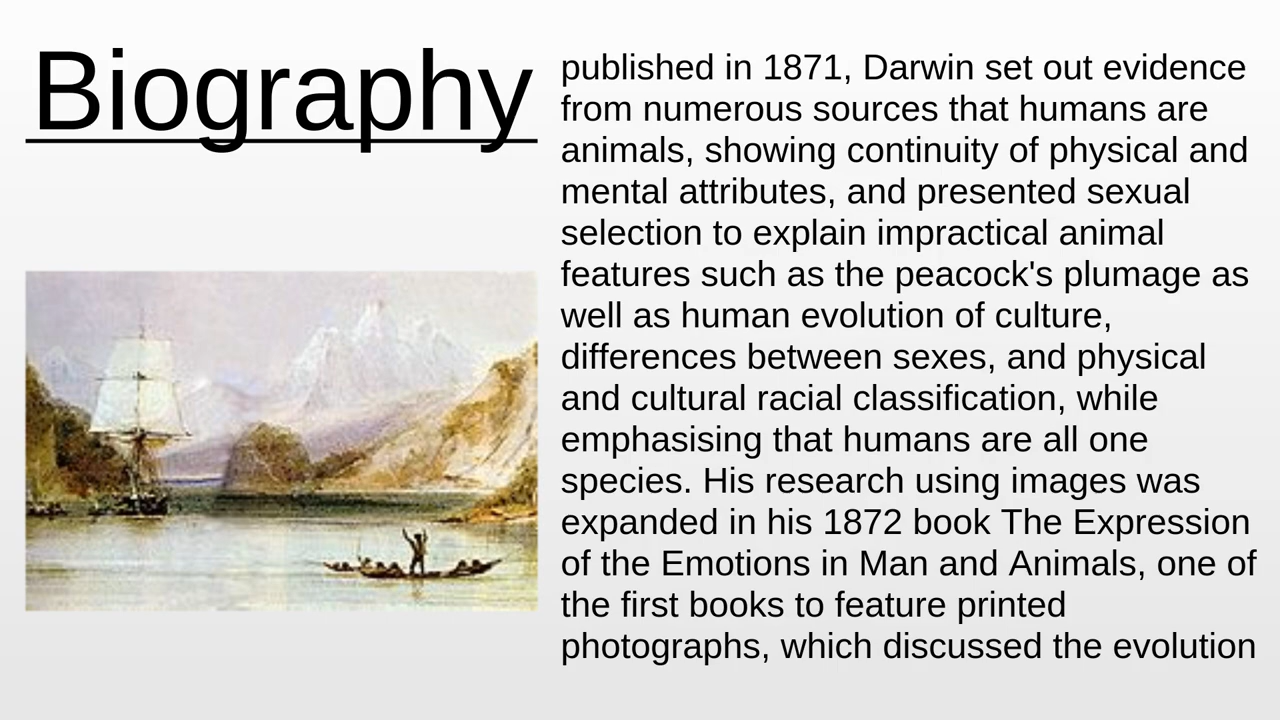 Biography
published in 1871, Darwin set out evidence
from numerous sources that humans are
animals, showing continuity of physical and
mental attributes, and presented sexual
selection to explain impractical animal
features such as the peacock's plumage as
well as human evolution of culture,
differences between sexes, and physical
and cultural racial classification, while
emphasising that humans are all one
species. His research using images was
expanded in his 1872 book The Expression
of the Emotions in Man and Animals, one of
the first books to feature printed
photographs, which discussed the evolution